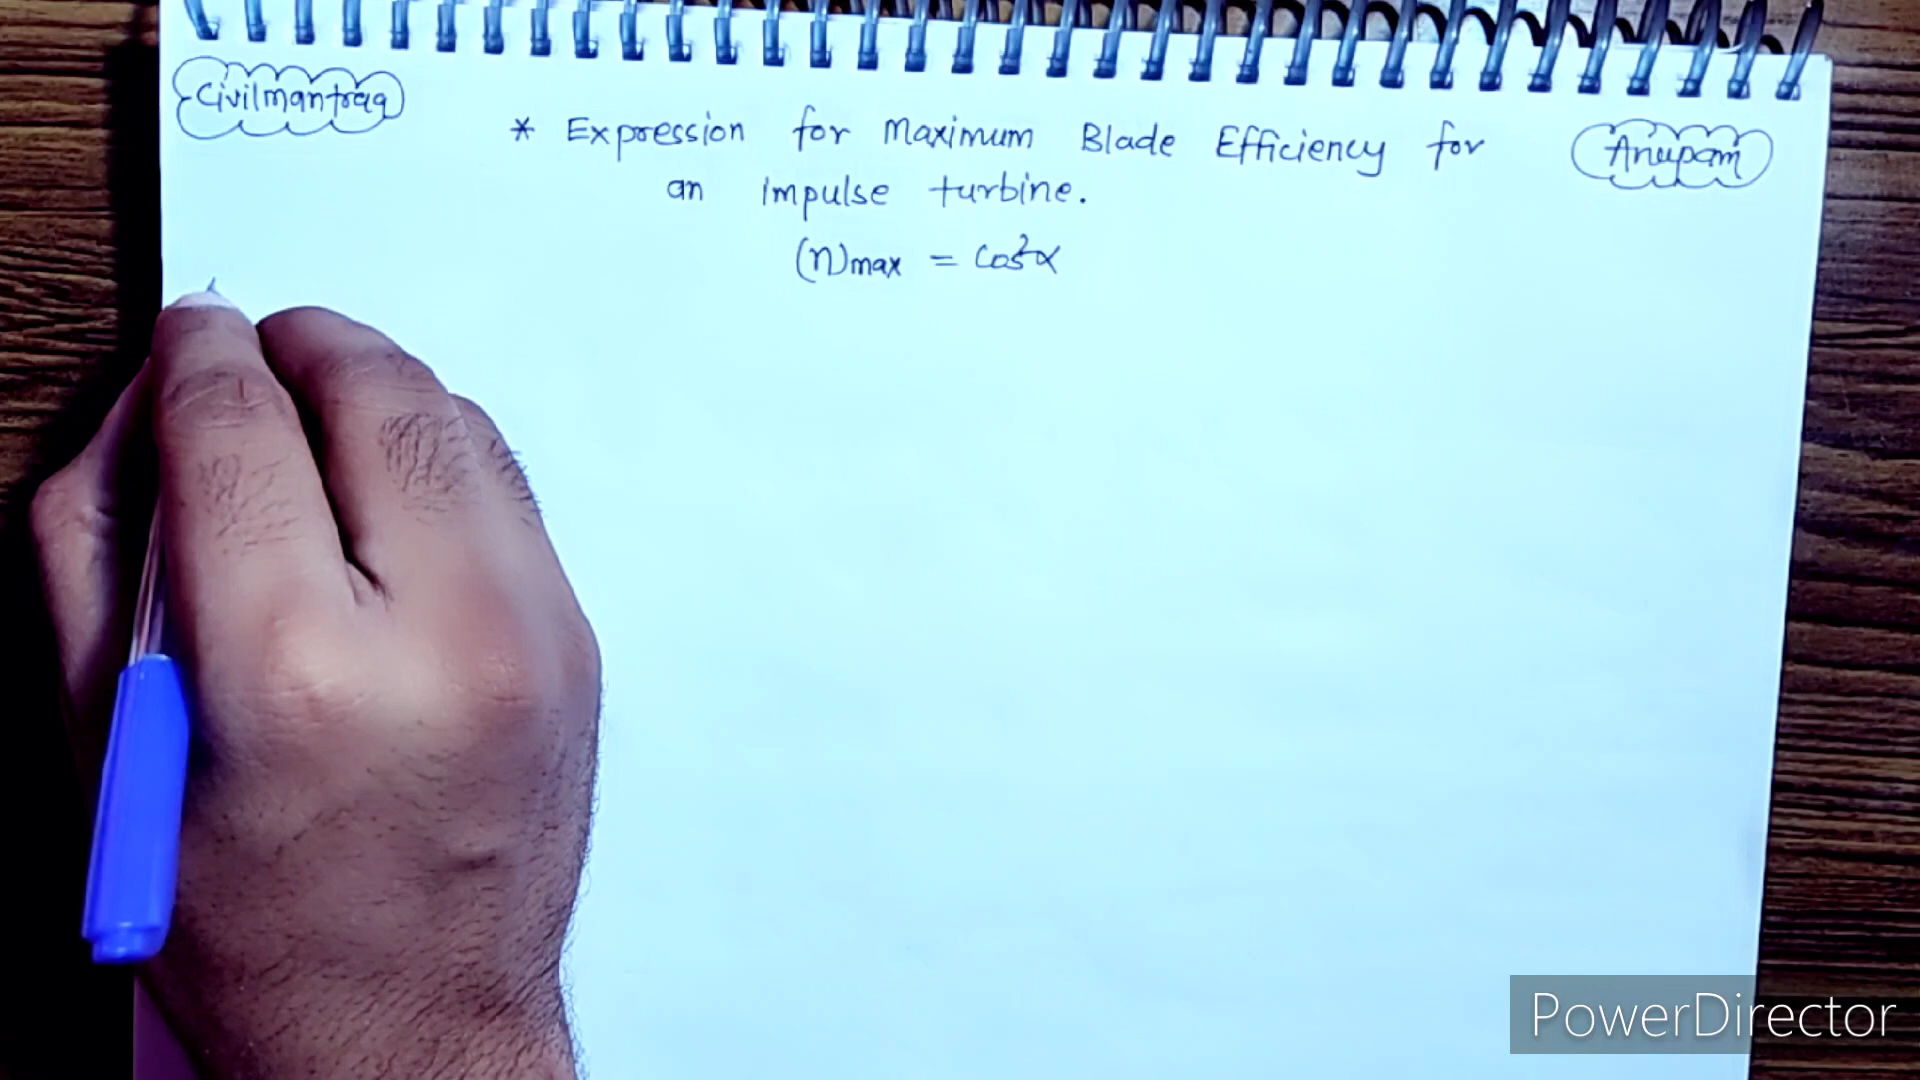 Civilmantraa
* Expression for Maximum Blade Efficiency for
Anupam
an impulse turbine.
(η)max = Cos²α
PowerDirector